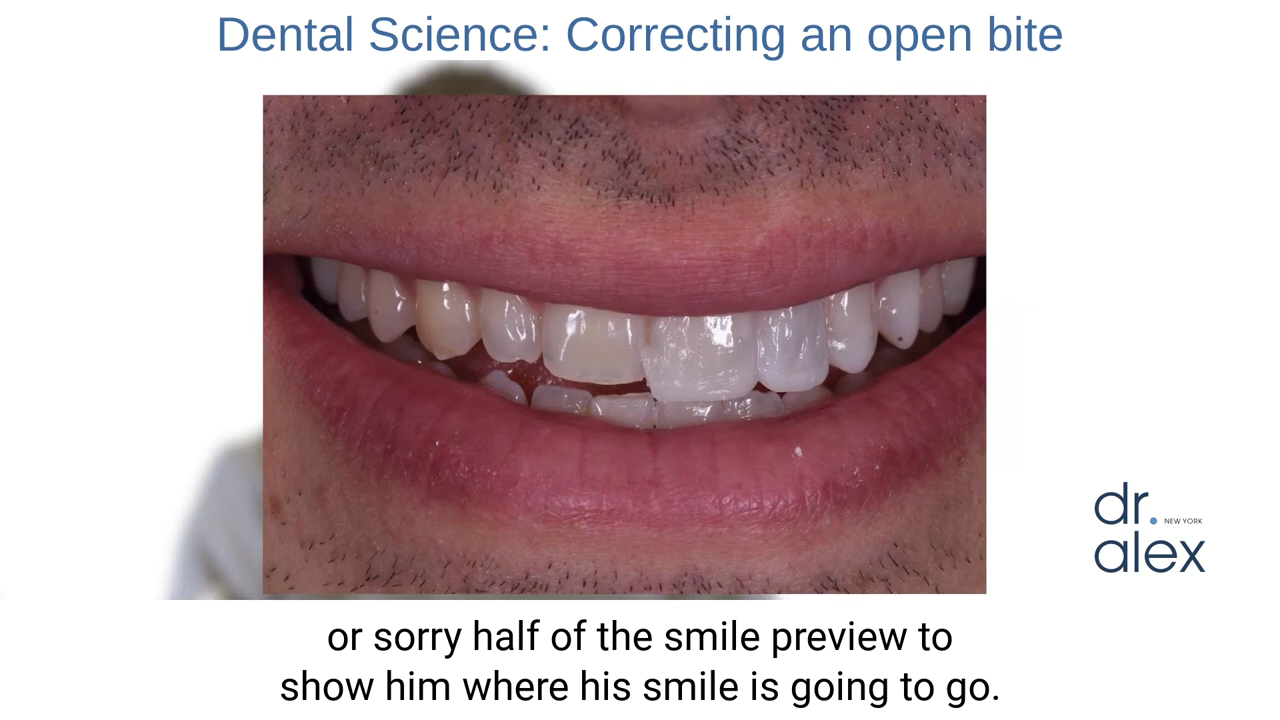 Dental Science: Correcting an open bite
dr. NEW YORK
alex
or sorry half of the smile preview to
show him where his smile is going to go.